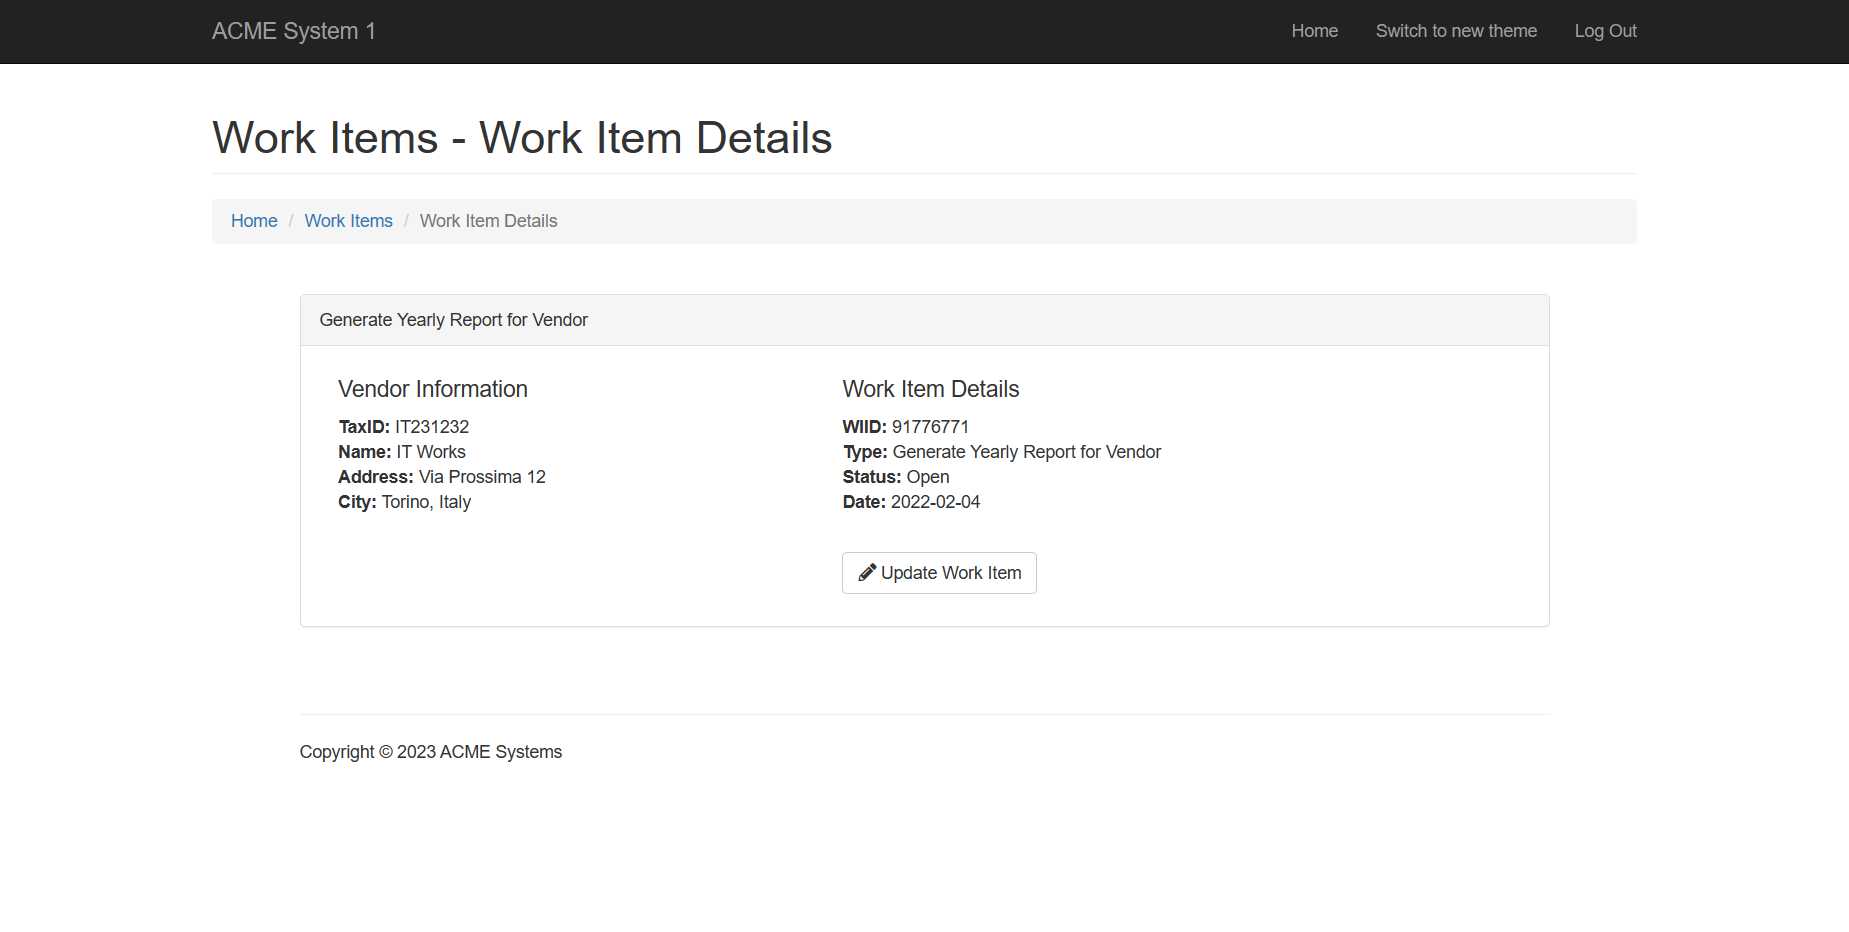 ACME System 1
Home
Switch to new theme
Log Out
Work Items - Work Item Details
Home / Work Items / Work Item Details
Generate Yearly Report for Vendor
Vendor Information
TaxID: IT231232
Name: IT Works
Address: Via Prossima 12
City: Torino, Italy
Work Item Details
WIID: 91776771
Type: Generate Yearly Report for Vendor
Status: Open
Date: 2022-02-04
Update Work Item
Copyright © 2023 ACME Systems